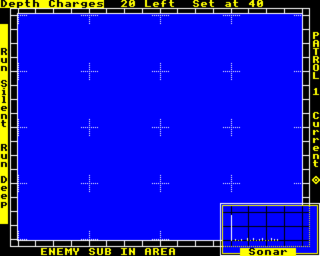 Depth Charges 20 Left Set at 40
Run Silent Run Deep
PATROL 1 Current
ENEMY SUB IN AREA
Sonar